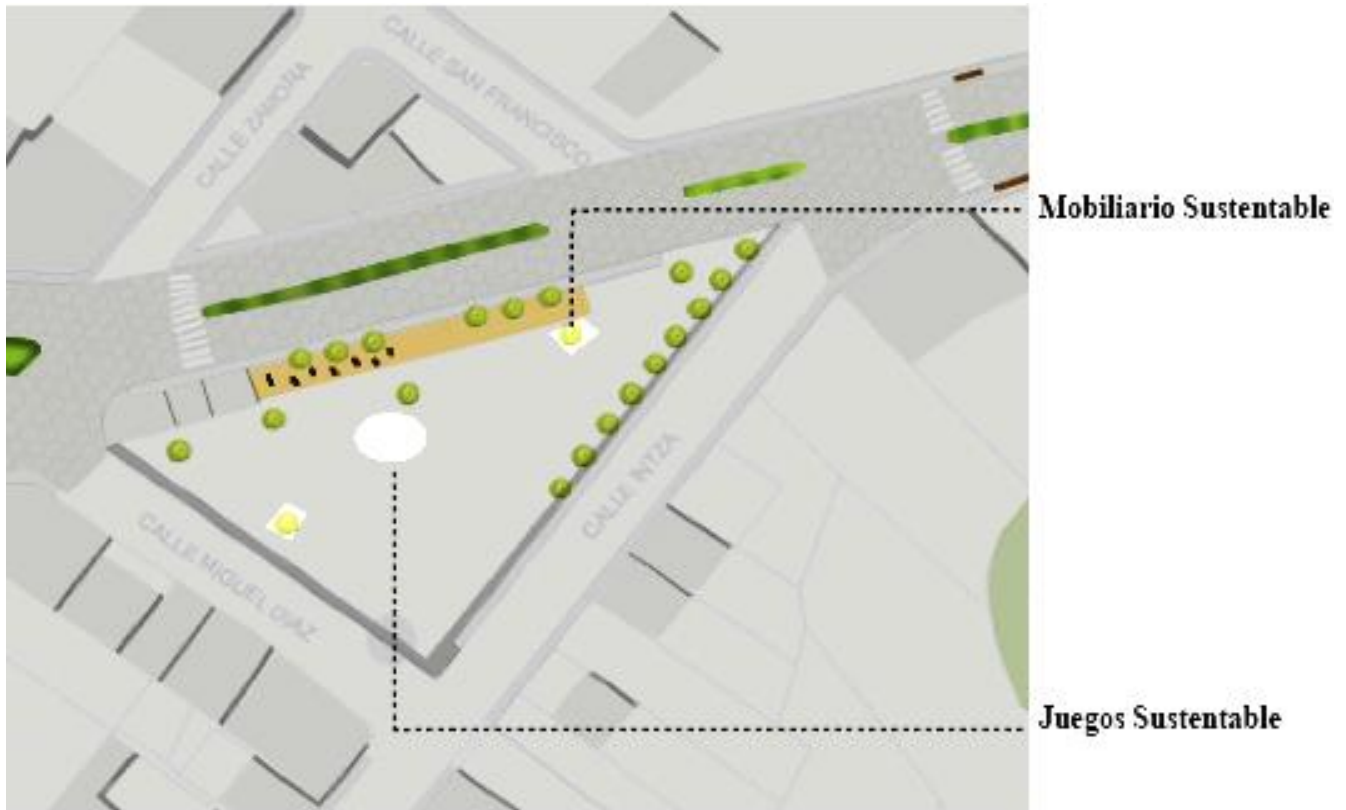 CALLE SAN FRANCISCO
CALLE ZAMORA
Mobiliario Sustentable
CALLE INTZA
CALLE MIGUEL DIAZ
Juegos Sustentable